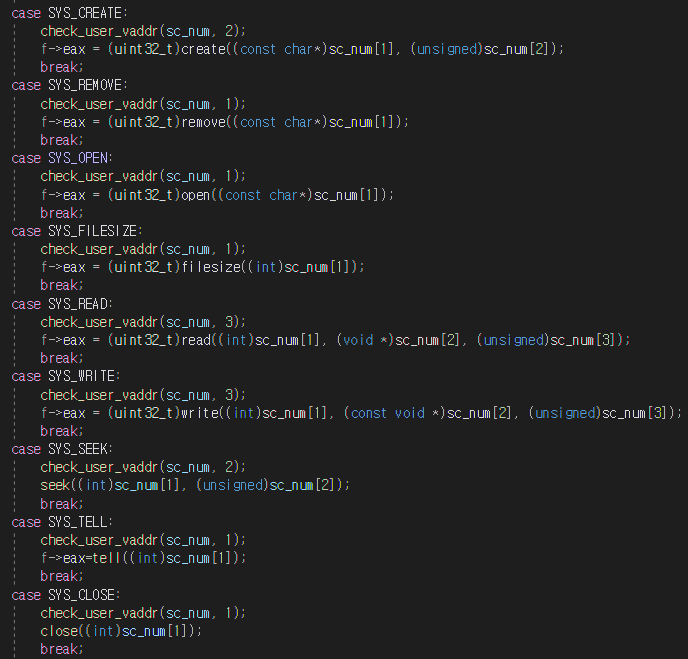 case SYS_CREATE:
check_user_vaddr(sc_num, 2);
f->eax = (uint32_t)create((const char*)sc_num[1], (unsigned)sc_num[2]);
break;
case SYS_REMOVE:
check_user_vaddr(sc_num, 1);
f->eax = (uint32_t)remove((const char*)sc_num[1]);
break;
case SYS_OPEN:
check_user_vaddr(sc_num, 1);
f->eax = (uint32_t)open((const char*)sc_num[1]);
break;
case SYS_FILESIZE:
check_user_vaddr(sc_num, 1);
f->eax = (uint32_t)filesize((int)sc_num[1]);
break;
case SYS_READ:
check_user_vaddr(sc_num, 3);
f->eax = (uint32_t)read((int)sc_num[1], (void *)sc_num[2], (unsigned)sc_num[3]);
break;
case SYS_WRITE:
check_user_vaddr(sc_num, 3);
f->eax = (uint32_t)write((int)sc_num[1], (const void *)sc_num[2], (unsigned)sc_num[3]);
break;
case SYS_SEEK:
check_user_vaddr(sc_num, 2);
seek((int)sc_num[1], (unsigned)sc_num[2]);
break;
case SYS_TELL:
check_user_vaddr(sc_num, 1);
f->eax=tell((int)sc_num[1]);
break;
case SYS_CLOSE:
check_user_vaddr(sc_num, 1);
close((int)sc_num[1]);
break;